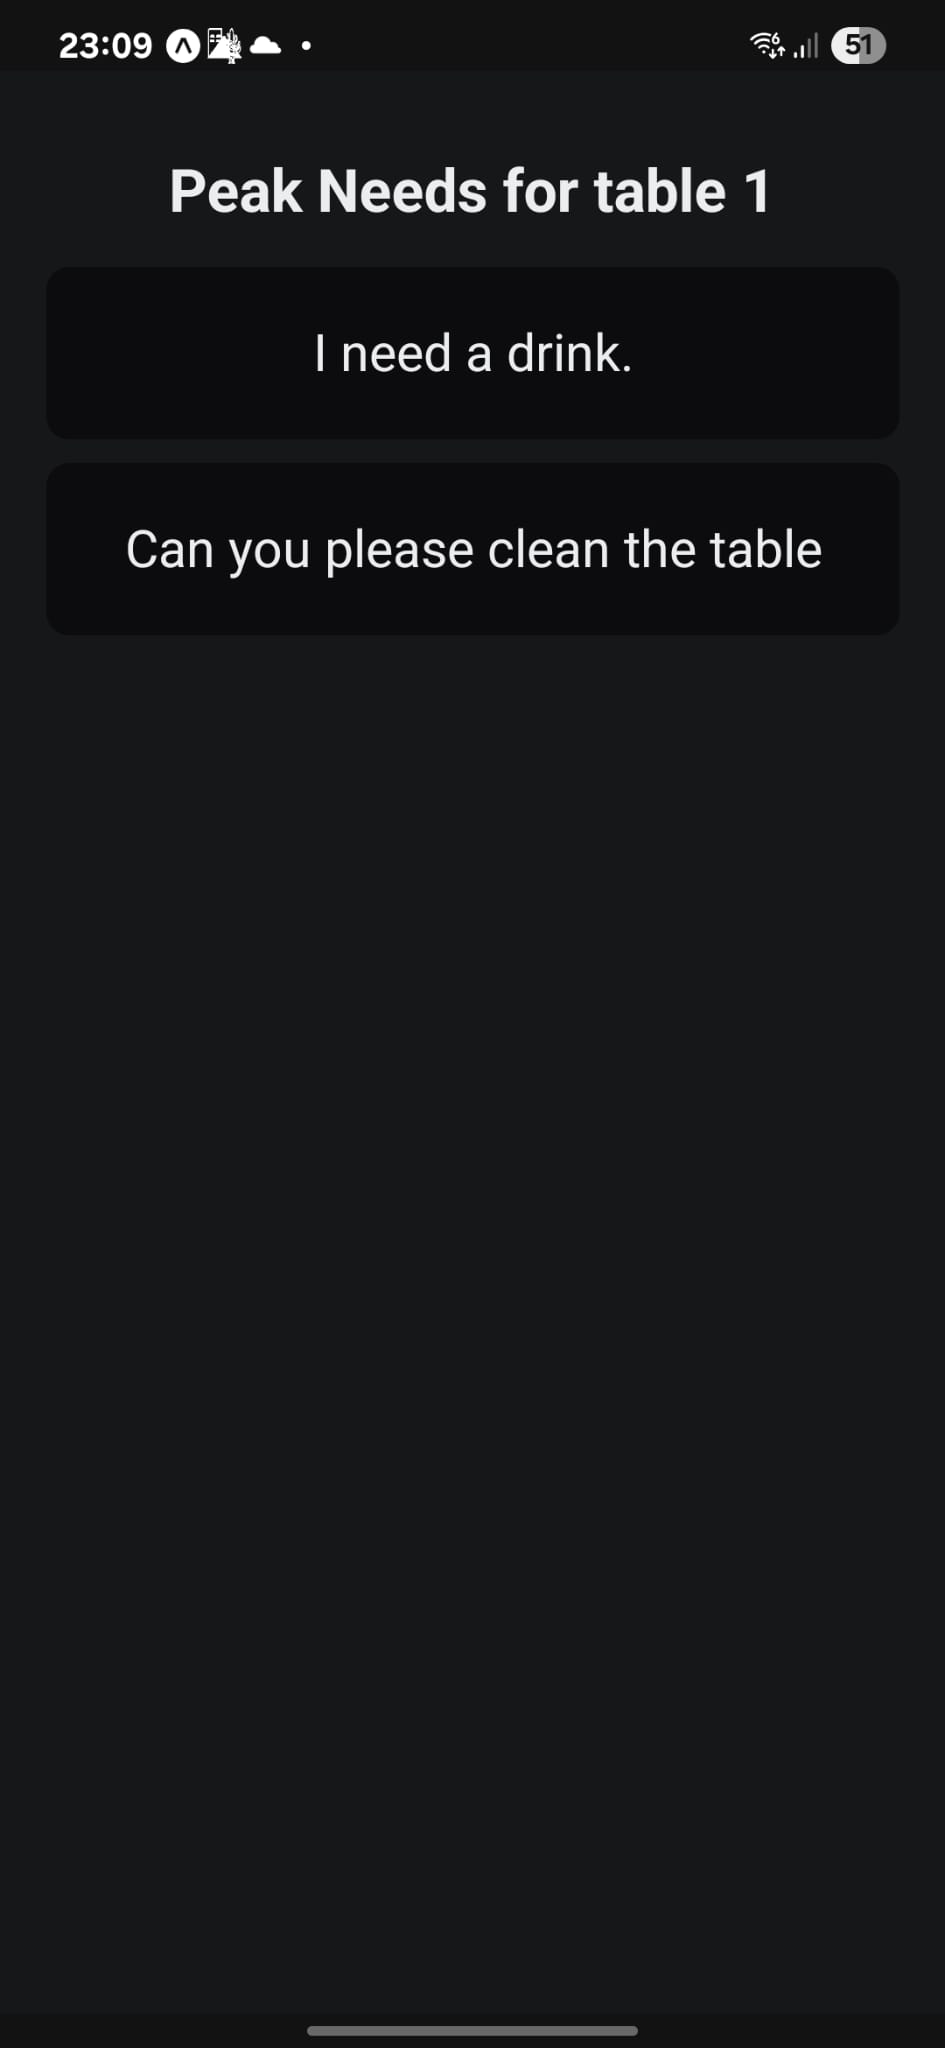 23:09
51
Peak Needs for table 1
I need a drink.
Can you please clean the table